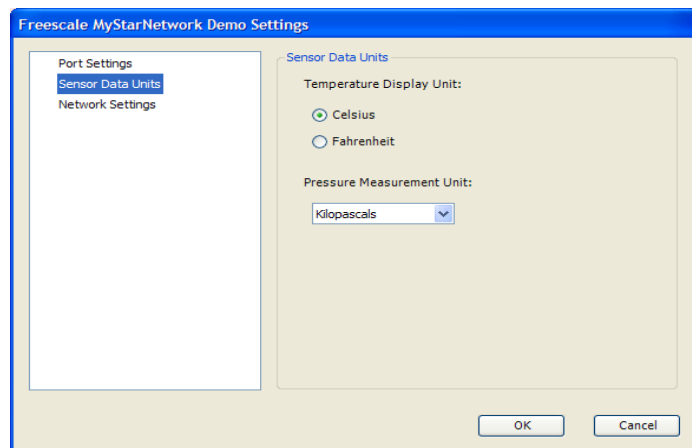 Freescale MyStarNetwork Demo Settings
Port Settings
Sensor Data Units
Network Settings
Sensor Data Units
Temperature Display Unit:
Celsius
Fahrenheit
Pressure Measurement Unit:
Kilopascals
OK
Cancel